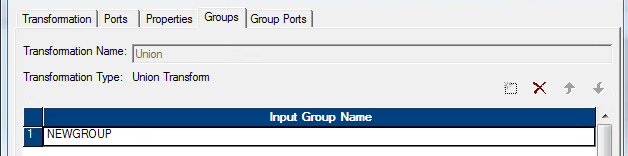 Transformation Ports Properties Groups Group Ports
Transformation Name: Union
Transformation Type: Union Transform
Input Group Name
1 NEWGROUP